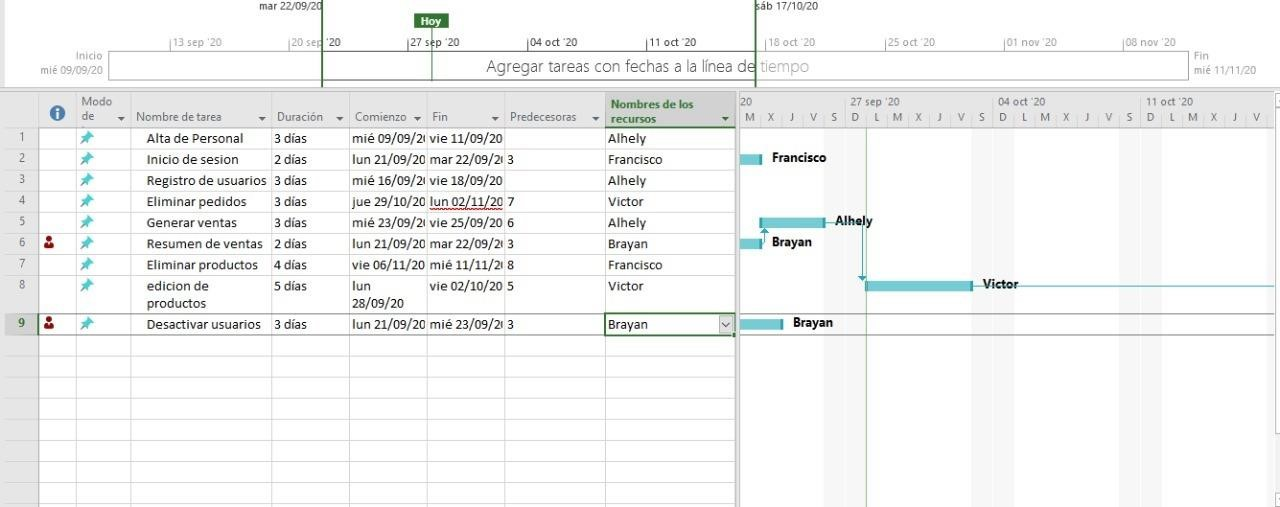 mar 22/09/20
sáb 17/10/20
Hoy
13 sep '20
20 sep '20
27 sep '20
04 oct '20
11 oct '20
18 oct '20
25 oct '20
01 nov '20
08 nov '20
Inicio
mié 09/09/20
Agregar tareas con fechas a la línea de tiempo
Fin
mié 11/11/20
Modo de
Nombre de tarea
Duración
Comienzo
Fin
Predecesoras
Nombres de los recursos
20
27 sep '20
04 oct '20
11 oct '20
M X J V S D L M X J V S D L M X J V S D L M X J V
1 Alta de Personal 3 días mié 09/09/20 vie 11/09/20 Alhely
2 Inicio de sesion 2 días lun 21/09/20 mar 22/09/20 3 Francisco Francisco
3 Registro de usuarios 3 días mié 16/09/20 vie 18/09/20 Alhely
4 Eliminar pedidos 3 días jue 29/10/20 lun 02/11/20 7 Victor
5 Generar ventas 3 días mié 23/09/20 vie 25/09/20 6 Alhely Alhely
6 Resumen de ventas 2 días lun 21/09/20 mar 22/09/20 3 Brayan Brayan
7 Eliminar productos 4 días vie 06/11/20 mié 11/11/20 8 Francisco
8 edicion de productos 5 días lun 28/09/20 vie 02/10/20 5 Victor Victor
9 Desactivar usuarios 3 días lun 21/09/20 mié 23/09/20 3 Brayan Brayan